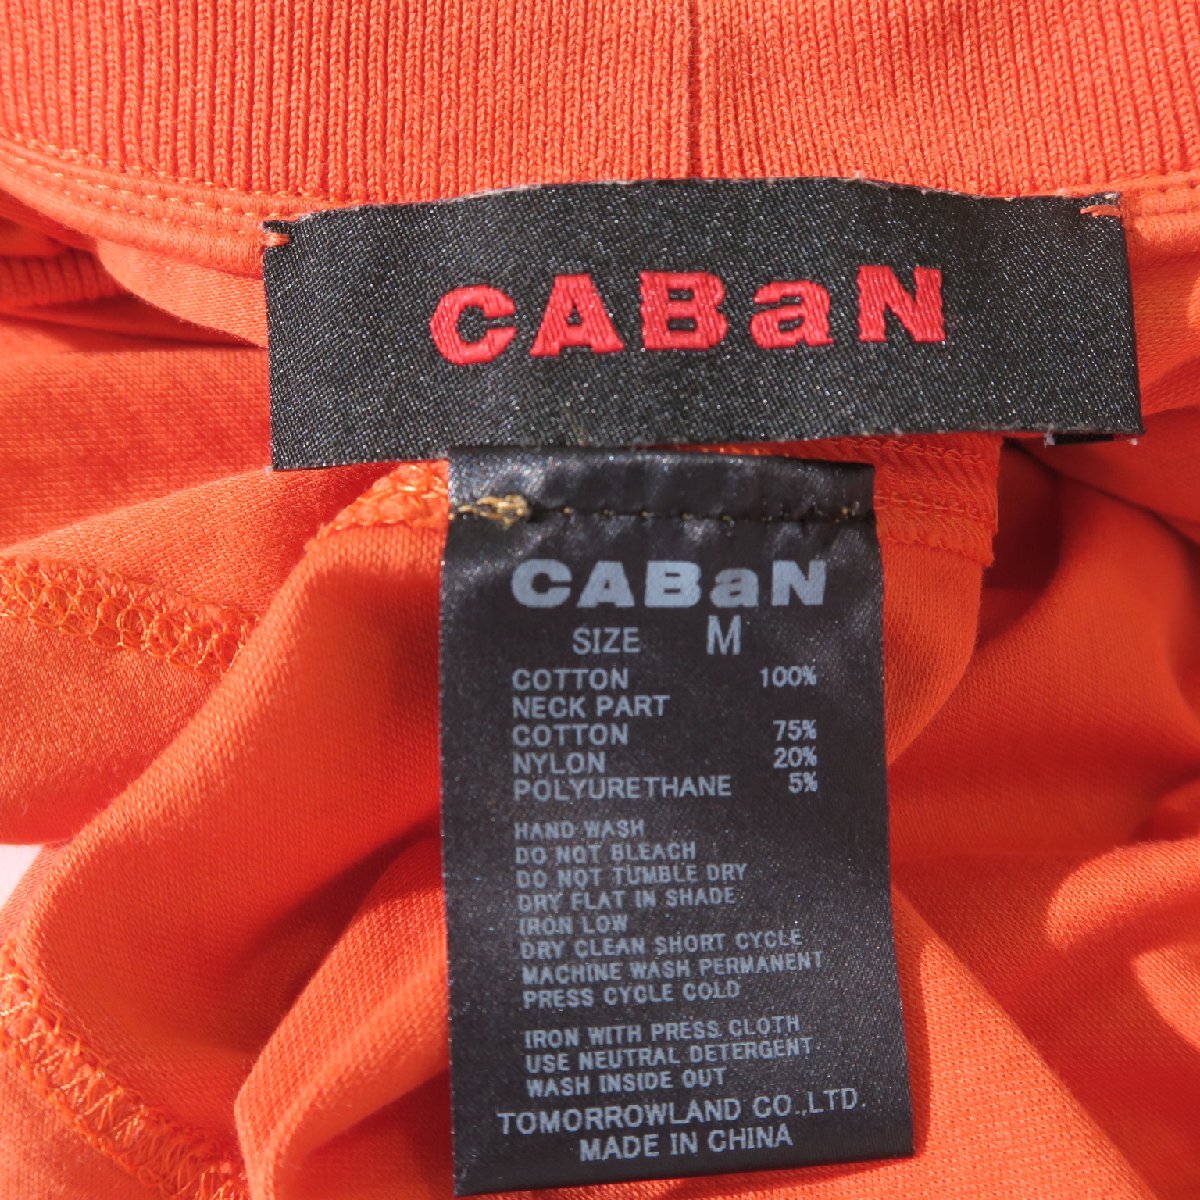 CABaN
CABaN
SIZE M
COTTON 100%
NECK PART
COTTON 75%
NYLON 20%
POLYURETHANE 5%
HAND WASH
DO NOT BLEACH
DO NOT TUMBLE DRY
DRY FLAT IN SHADE
IRON LOW
DRY CLEAN SHORT CYCLE
MACHINE WASH PERMANENT
PRESS CYCLE COLD
IRON WITH PRESS CLOTH
USE NEUTRAL DETERGENT
WASH INSIDE OUT
TOMORROWLAND CO.,LTD.
MADE IN CHINA